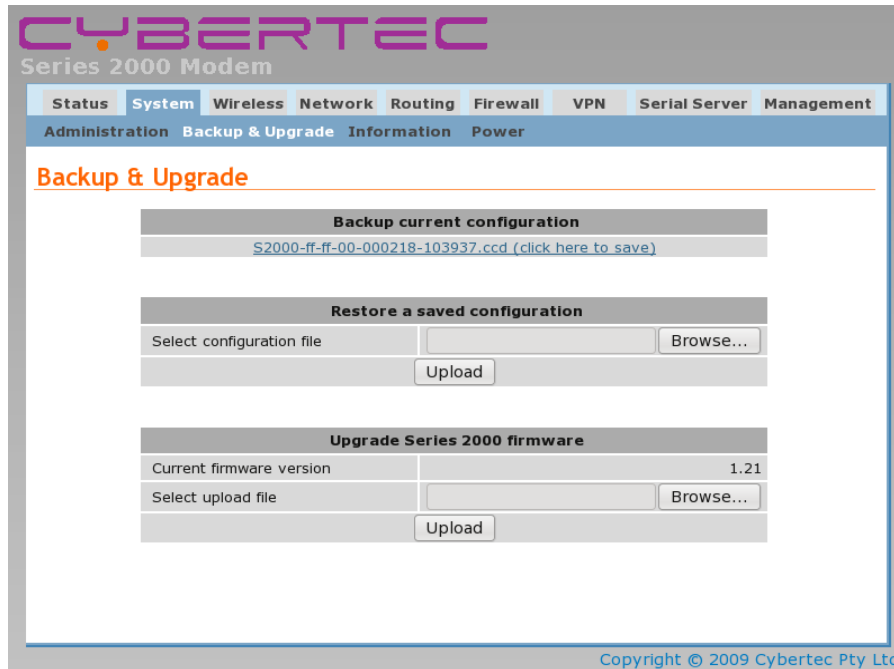 CYBERTEC
Series 2000 Modem
Status System Wireless Network Routing Firewall VPN Serial Server Management
Administration Backup & Upgrade Information Power
Backup & Upgrade
Backup current configuration
S2000-ff-ff-00-000218-103937.ccd (click here to save)
Restore a saved configuration
Select configuration file Browse...
Upload
Upgrade Series 2000 firmware
Current firmware version 1.21
Select upload file Browse...
Upload
Copyright © 2009 Cybertec Pty Ltd